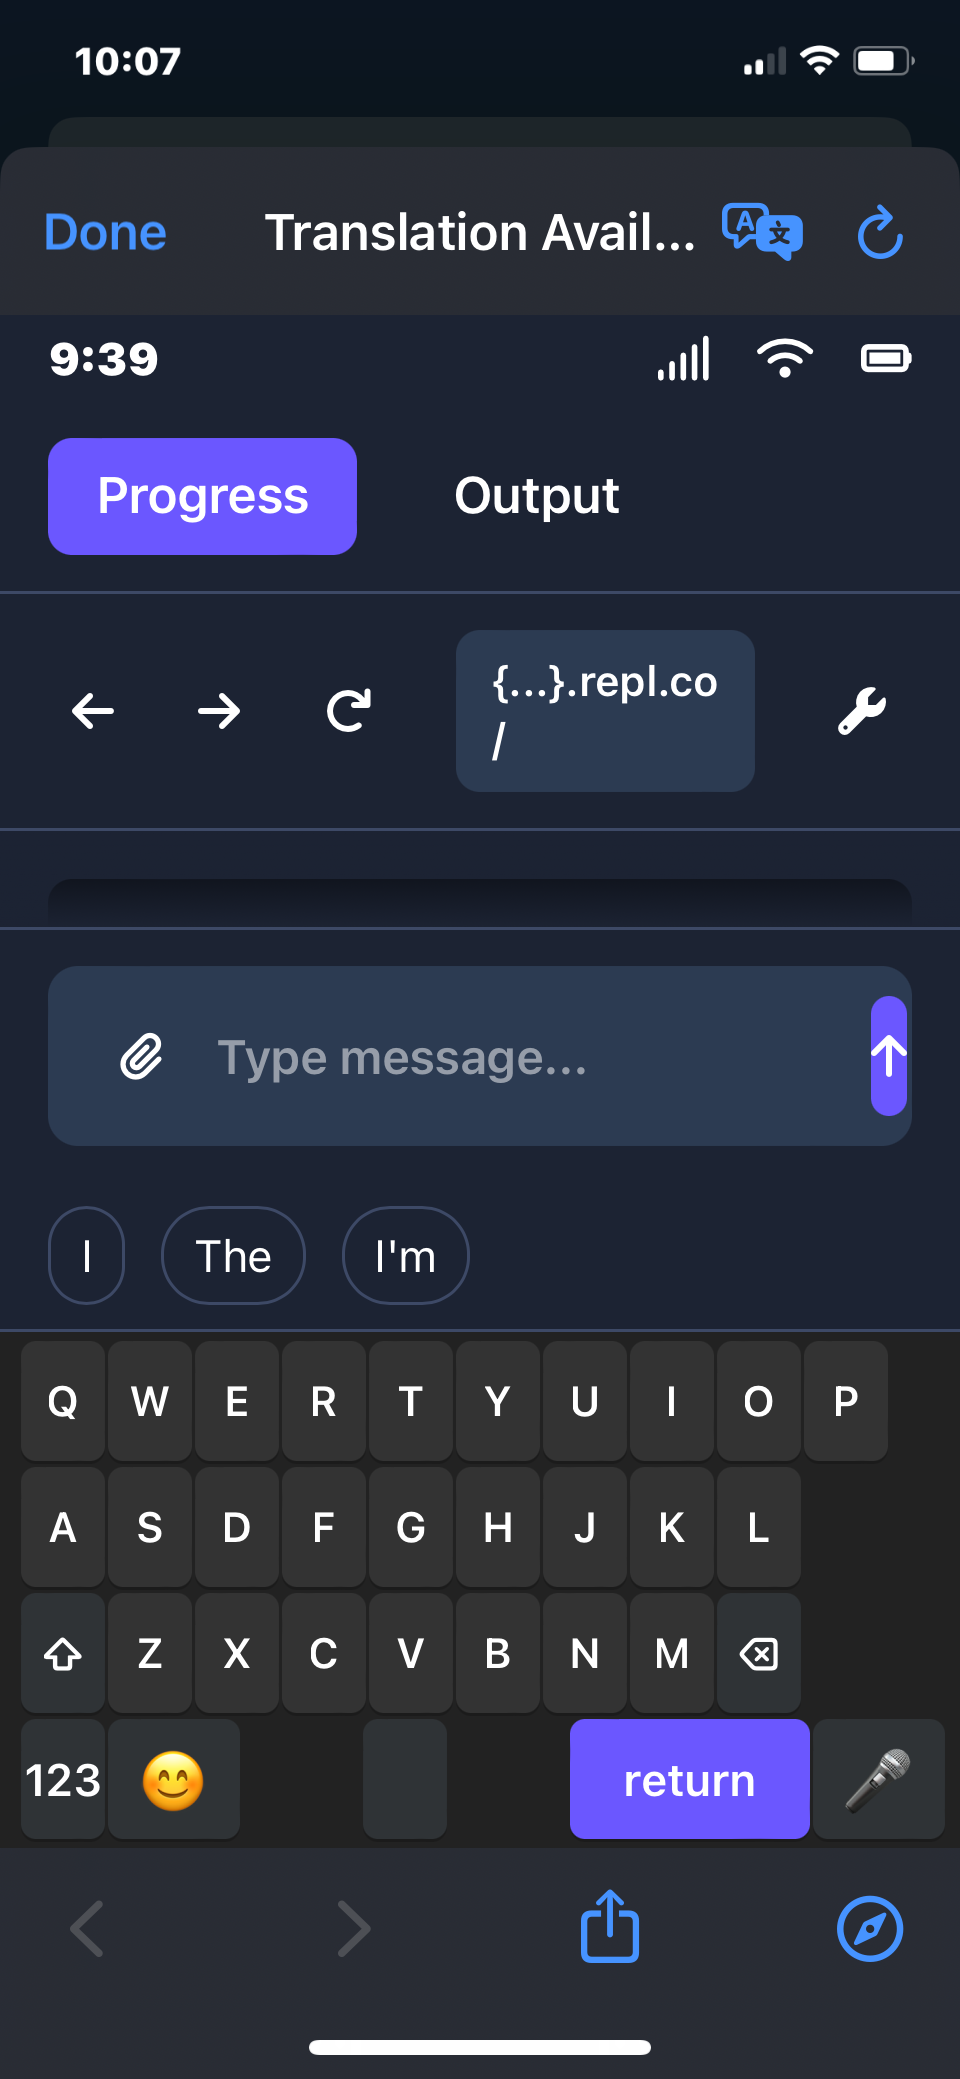 10:07
Done Translation Avail...
9:39
Progress Output
{...}.repl.co
/
Type message...
I The I'm
Q W E R T Y U I O P
A S D F G H J K L
Z X C V B N M
123 return